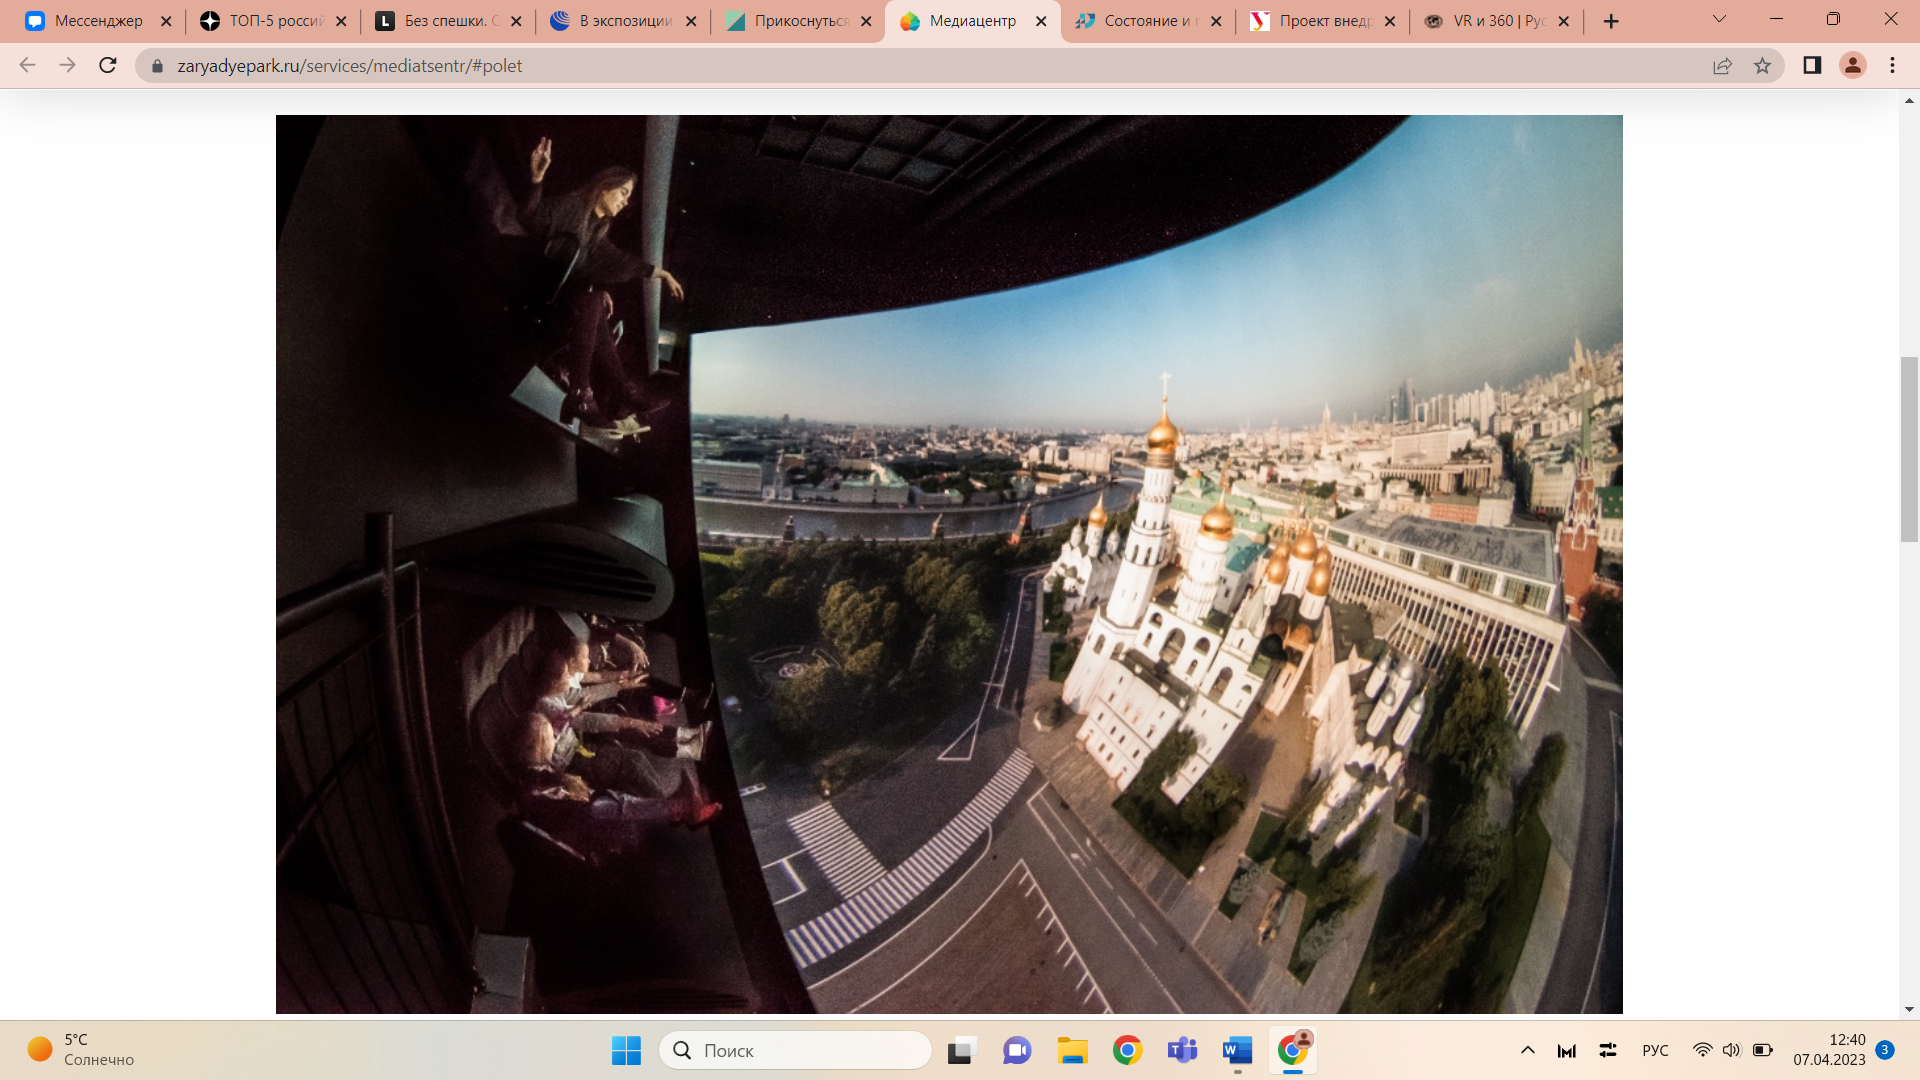 Мессенджер
ТОП-5 россий
Без спешки. С
В экспозиции
Прикоснуться
Медиацентр
Состояние и п
Проект внедр
VR и 360 | Рус
zaryadyepark.ru/services/mediatsentr/#polet
5°C
Солнечно
Поиск
РУС
12:40
07.04.2023
3